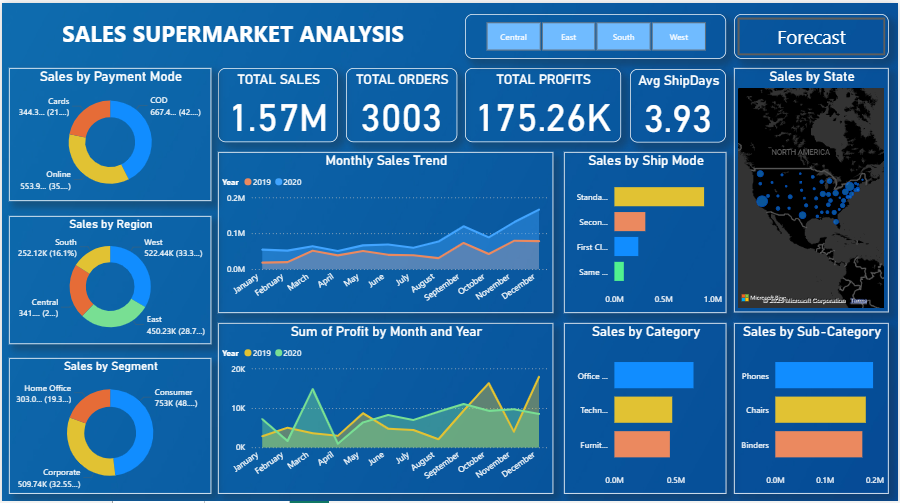 SALES SUPERMARKET ANALYSIS
Central
East
South
West
Forecast
Sales by Payment Mode
Cards
344.3... (21....)
COD
667.4... (42....)
Online
553.9... (35....)
TOTAL SALES
1.57M
TOTAL ORDERS
3003
TOTAL PROFITS
175.26K
Avg ShipDays
3.93
Sales by State
NORTH AMERICA
© 2025 Microsoft Corporation
Terms
Monthly Sales Trend
Year 2019 2020
0.2M
0.1M
0.0M
January
February
March
April
May
June
July
August
September
October
November
December
Sales by Ship Mode
Standa...
Secon...
First Cl...
Same ...
0.0M 0.5M 1.0M
Sales by Region
South
252.12K (16.1%)
West
522.44K (33.3...)
Central
341.... (2...)
East
450.23K (28.7...)
Sales by Segment
Home Office
303.0... (19.3...)
Consumer
753K (48....)
Corporate
509.74K (32.55...)
Sum of Profit by Month and Year
Year 2019 2020
20K
10K
0K
January
February
March
April
May
June
July
August
September
October
November
December
Sales by Category
Office ...
Techn...
Furnit...
0.0M 0.5M
Sales by Sub-Category
Phones
Chairs
Binders
0.0M 0.1M 0.2M